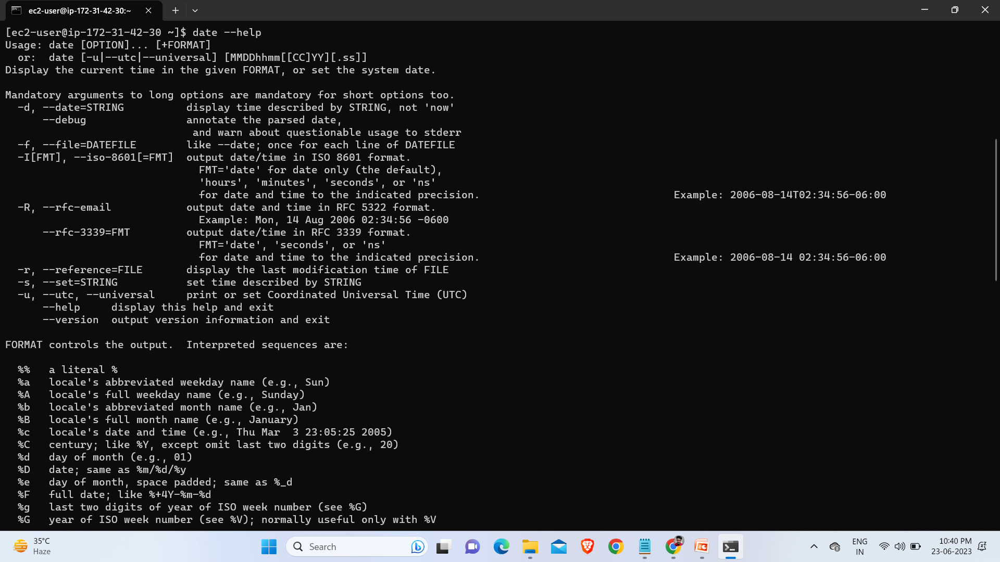 ec2-user@ip-172-31-42-30:~
[ec2-user@ip-172-31-42-30 ~]$ date --help
Usage: date [OPTION]... [+FORMAT]
  or:  date [-u|--utc|--universal] [MMDDhhmm[[CC]YY][.ss]]
Display the current time in the given FORMAT, or set the system date.

Mandatory arguments to long options are mandatory for short options too.
  -d, --date=STRING          display time described by STRING, not 'now'
      --debug                annotate the parsed date,
                              and warn about questionable usage to stderr
  -f, --file=DATEFILE        like --date; once for each line of DATEFILE
  -I[FMT], --iso-8601[=FMT]  output date/time in ISO 8601 format.
                               FMT='date' for date only (the default),
                               'hours', 'minutes', 'seconds', or 'ns'
                               for date and time to the indicated precision.                               Example: 2006-08-14T02:34:56-06:00
  -R, --rfc-email            output date and time in RFC 5322 format.
                               Example: Mon, 14 Aug 2006 02:34:56 -0600
      --rfc-3339=FMT         output date/time in RFC 3339 format.
                               FMT='date', 'seconds', or 'ns'
                               for date and time to the indicated precision.                               Example: 2006-08-14 02:34:56-06:00
  -r, --reference=FILE       display the last modification time of FILE
  -s, --set=STRING           set time described by STRING
  -u, --utc, --universal     print or set Coordinated Universal Time (UTC)
      --help     display this help and exit
      --version  output version information and exit

FORMAT controls the output.  Interpreted sequences are:

  %%   a literal %
  %a   locale's abbreviated weekday name (e.g., Sun)
  %A   locale's full weekday name (e.g., Sunday)
  %b   locale's abbreviated month name (e.g., Jan)
  %B   locale's full month name (e.g., January)
  %c   locale's date and time (e.g., Thu Mar  3 23:05:25 2005)
  %C   century; like %Y, except omit last two digits (e.g., 20)
  %d   day of month (e.g., 01)
  %D   date; same as %m/%d/%y
  %e   day of month, space padded; same as %_d
  %F   full date; like %+4Y-%m-%d
  %g   last two digits of year of ISO week number (see %G)
  %G   year of ISO week number (see %V); normally useful only with %V
35°C
Haze
Search
ENG
IN
10:40 PM
23-06-2023